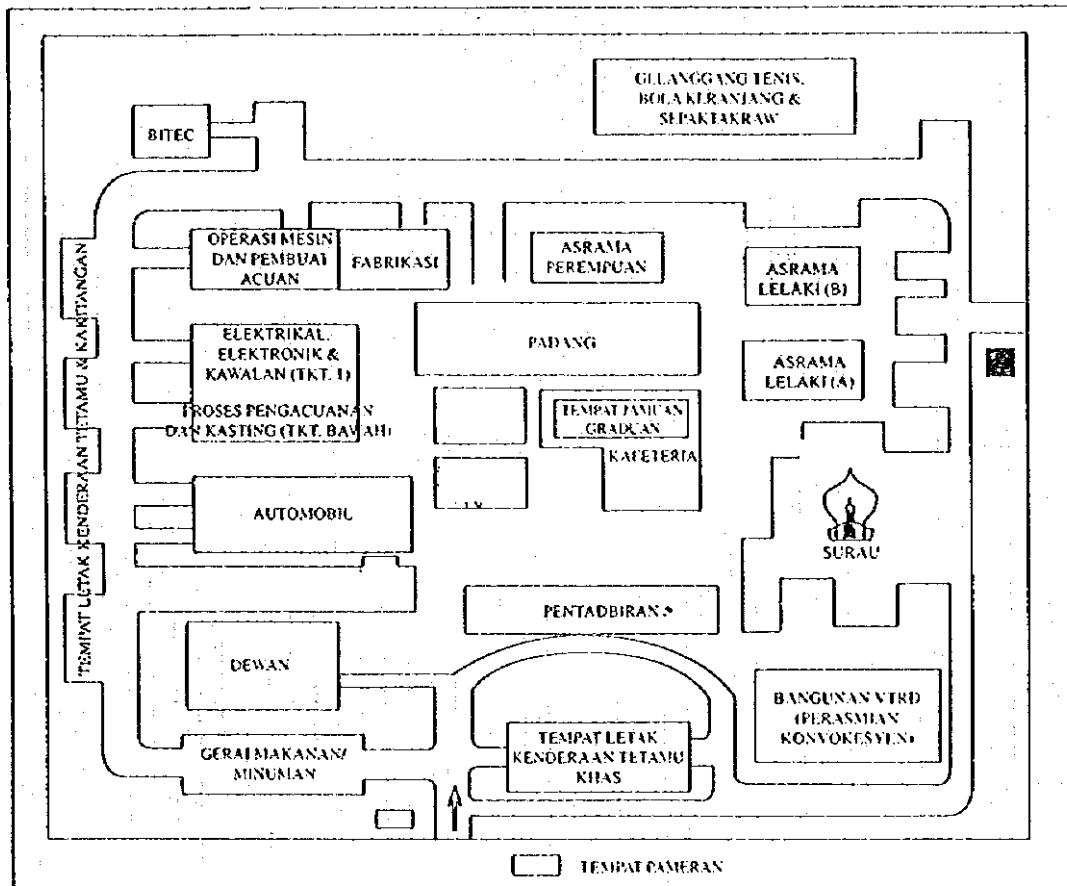 GELANGGANG TENIS,
BOLA KERANJANG &
SEPAKTAKRAW
BITEC
OPERASI MESIN
DAN PEMBUAT
ACUAN
FABRIKASI
ASRAMA
PEREMPUAN
ASRAMA
LELAKI (B)
TEMPAT LETAK KENDERAAN TETAMU & KAKITANGAN
ELEKTRIKAL,
ELEKTRONIK &
KAWALAN (TKT. 1)
PROSES PENGACUANAN
DAN KASTING (TKT. BAWAH)
PADANG
ASRAMA
LELAKI (A)
TEMPAT JAMUAN
GRADUAN
KAFETERIA
AUTOMOBIL
SURAU
PENTADBIRAN
DEWAN
BANGUNAN VTRD
(PERASMIAN
KONVOKESYEN)
GERAI MAKANAN/
MINUMAN
TEMPAT LETAK
KENDERAAN TETAMU
KHAS
TEMPAT PAMERAN